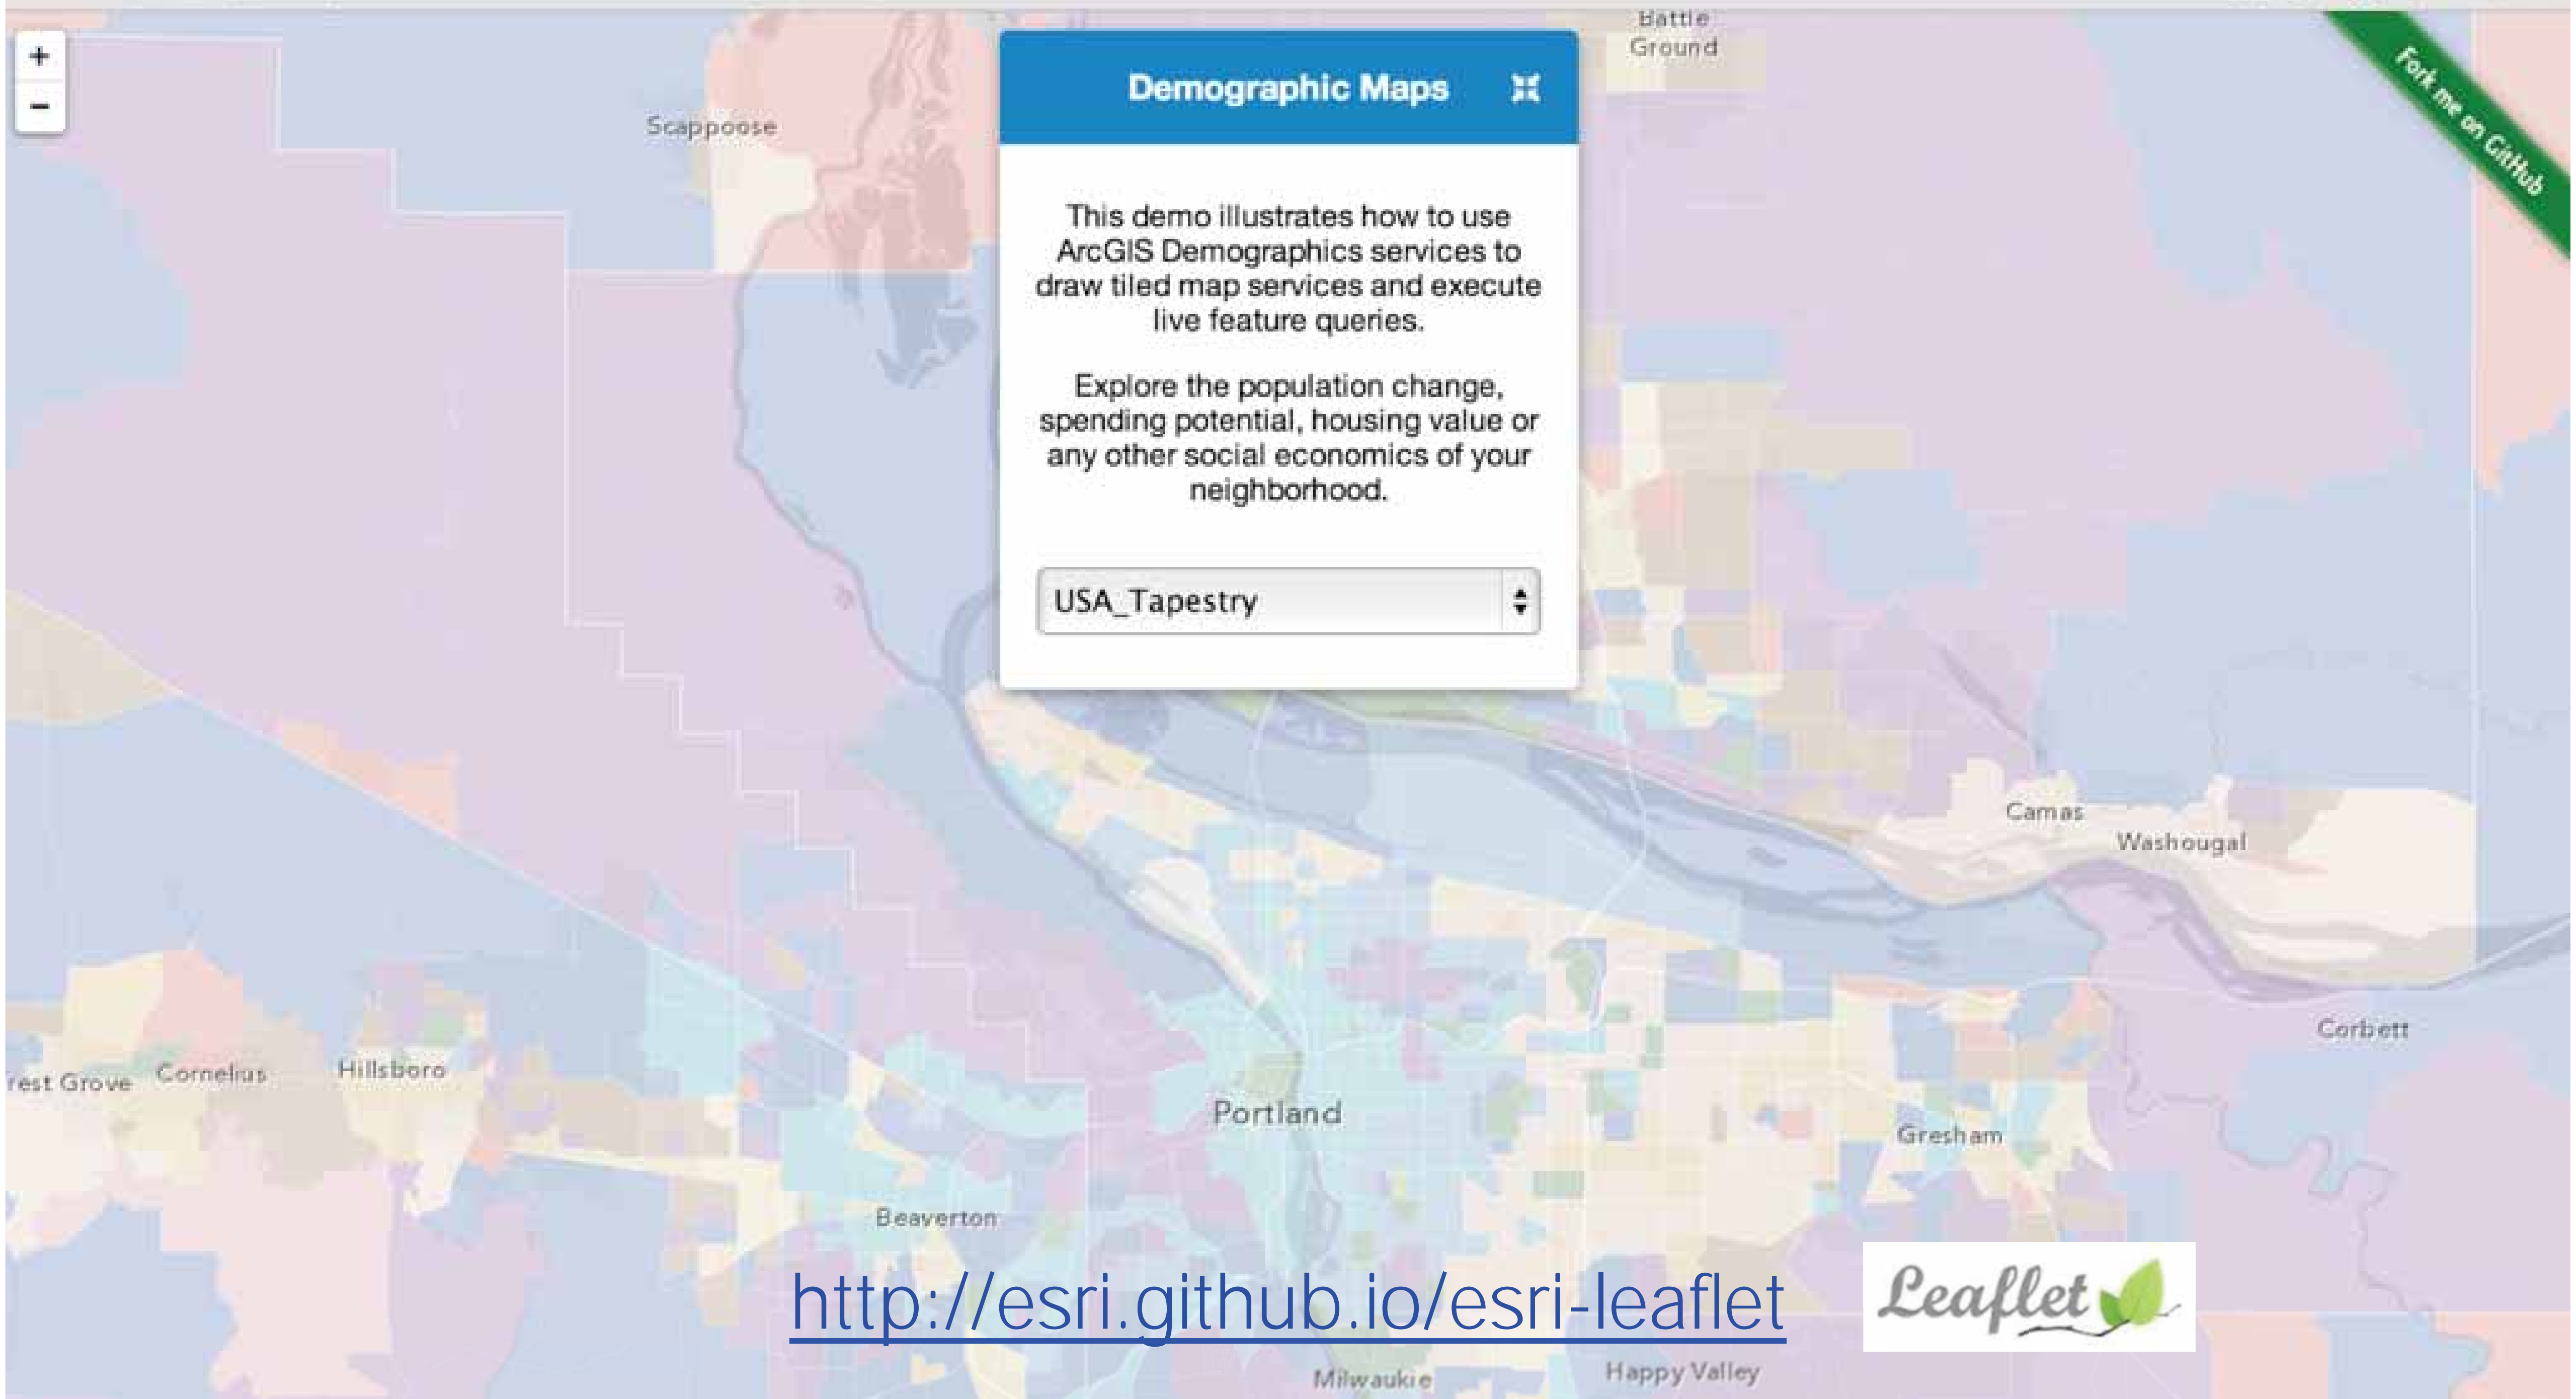 +
−
Battle
Ground
Fork me on GitHub
Demographic Maps
Scappoose
This demo illustrates how to use
ArcGIS Demographics services to
draw tiled map services and execute
live feature queries.
Explore the population change,
spending potential, housing value or
any other social economics of your
neighborhood.
USA_Tapestry
Camas
Washougal
Corbett
rest Grove
Cornelius
Hillsboro
Portland
Gresham
Beaverton
http://esri.github.io/esri-leaflet
Leaflet
Milwaukie
Happy Valley